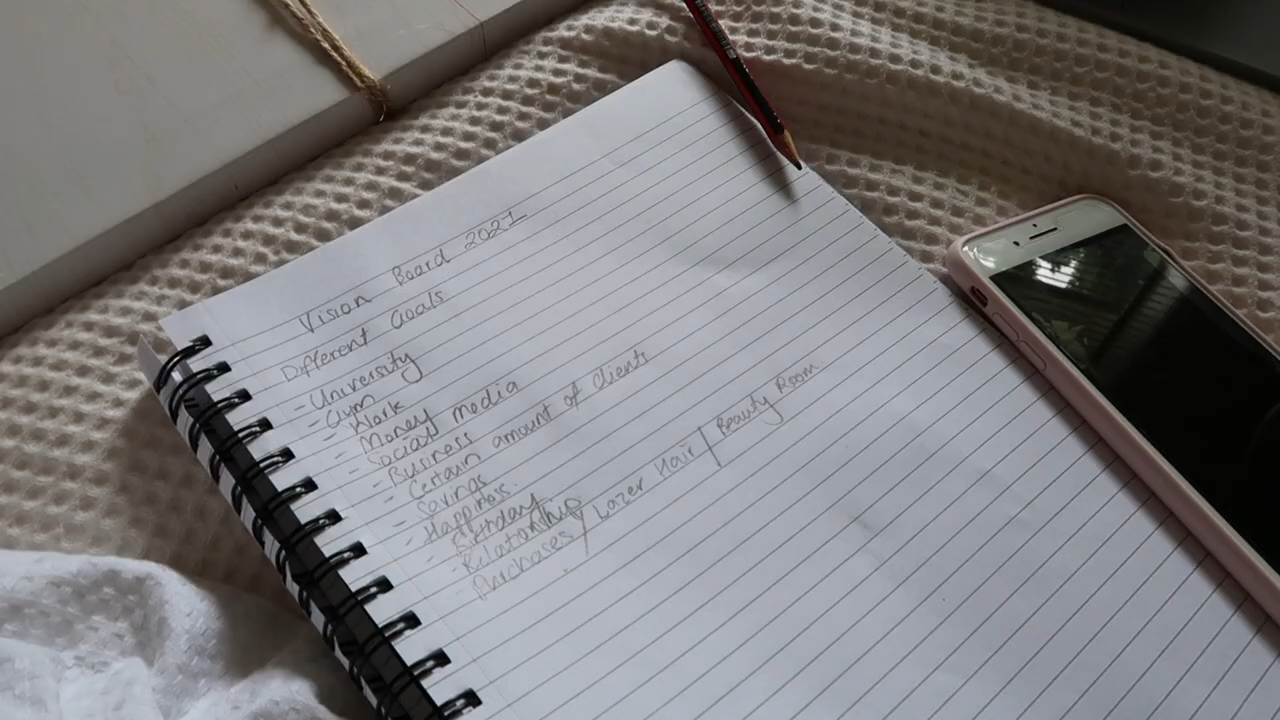 Vision Board 2021
Different Goals
- University
- Gym
- Work
- Money
- Social media
- Business
- Certain amount of clients
- Savings
- Happiness.
- Birthday
- Relationship
- Purchases / Lazer Hair / Beauty Room